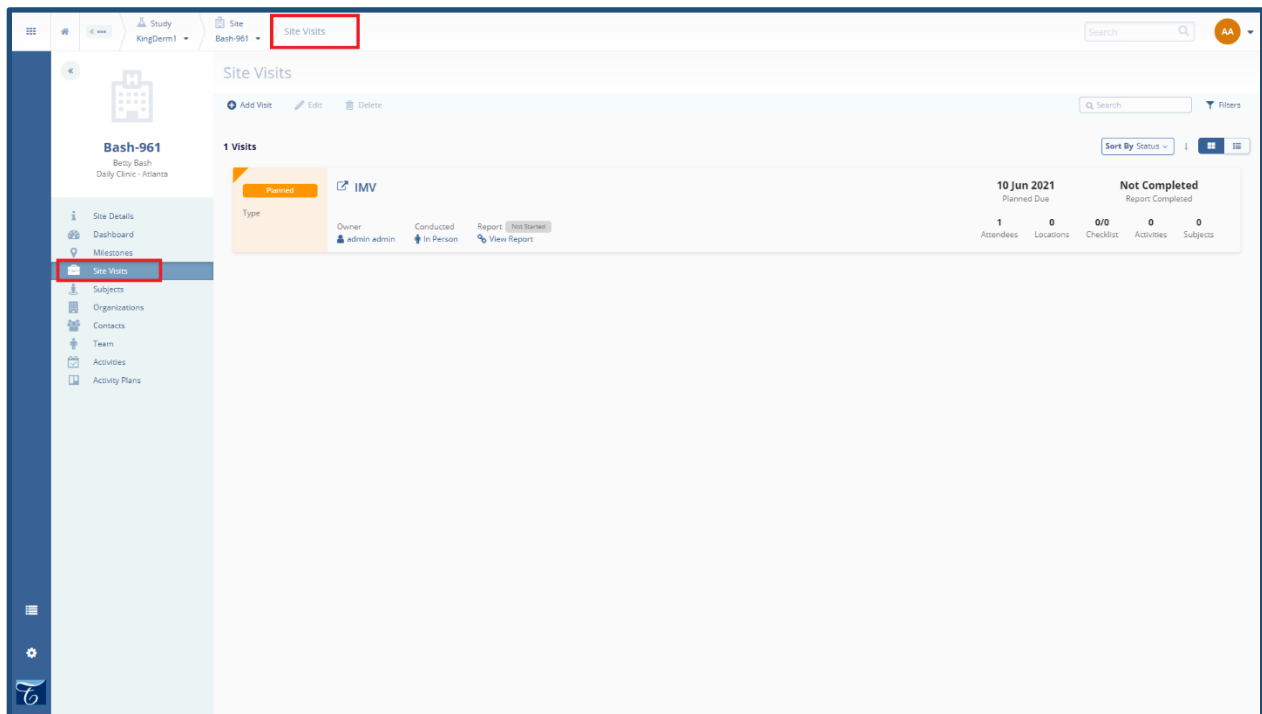 Study
KingDerm1
Site
Bash-961
Site Visits
Search
AA
Site Visits
Add Visit Edit Delete
Search
Filters
Bash-961
Betty Bash
Daily Clinic - Atlanta
1 Visits
Sort By Status
Planned
Type
IMV
Owner
admin admin
Conducted
In Person
Report Not Started
View Report
10 Jun 2021
Planned Due
Not Completed
Report Completed
1 0 0/0 0 0
Attendees Locations Checklist Activities Subjects
Site Details
Dashboard
Milestones
Site Visits
Subjects
Organizations
Contacts
Team
Activities
Activity Plans